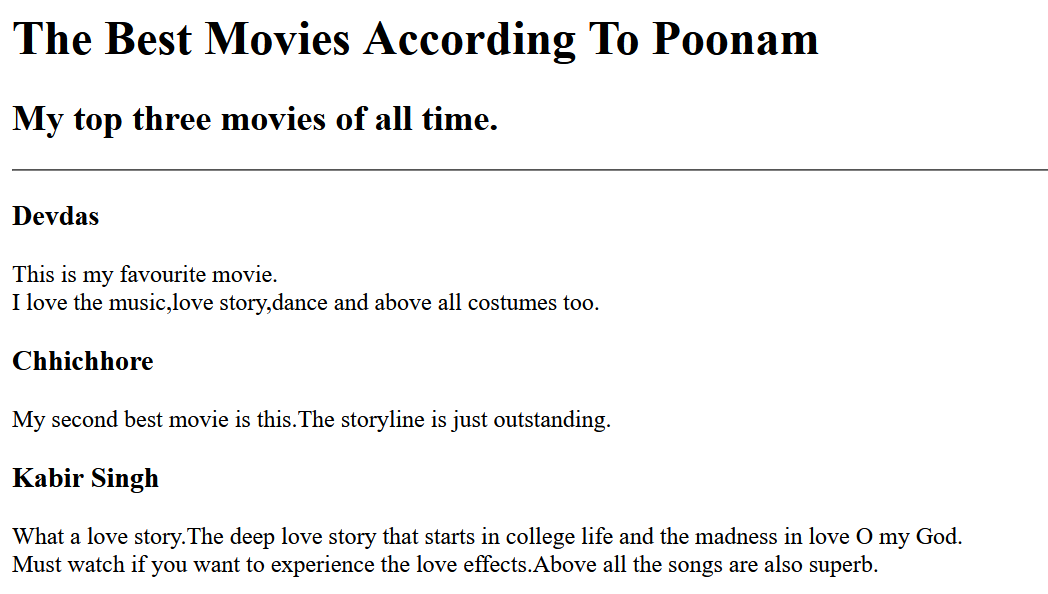 The Best Movies According To Poonam
My top three movies of all time.
Devdas
This is my favourite movie.
I love the music,love story,dance and above all costumes too.
Chhichhore
My second best movie is this.The storyline is just outstanding.
Kabir Singh
What a love story.The deep love story that starts in college life and the madness in love O my God.
Must watch if you want to experience the love effects.Above all the songs are also superb.